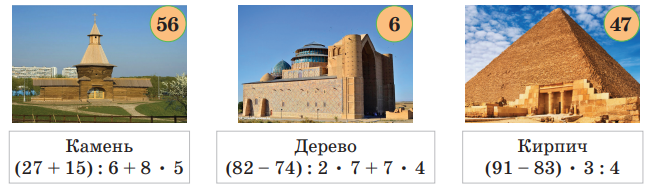 56
6
47
Камень
(27 + 15) : 6 + 8 · 5
Дерево
(82 − 74) : 2 · 7 + 7 · 4
Кирпич
(91 − 83) · 3 : 4